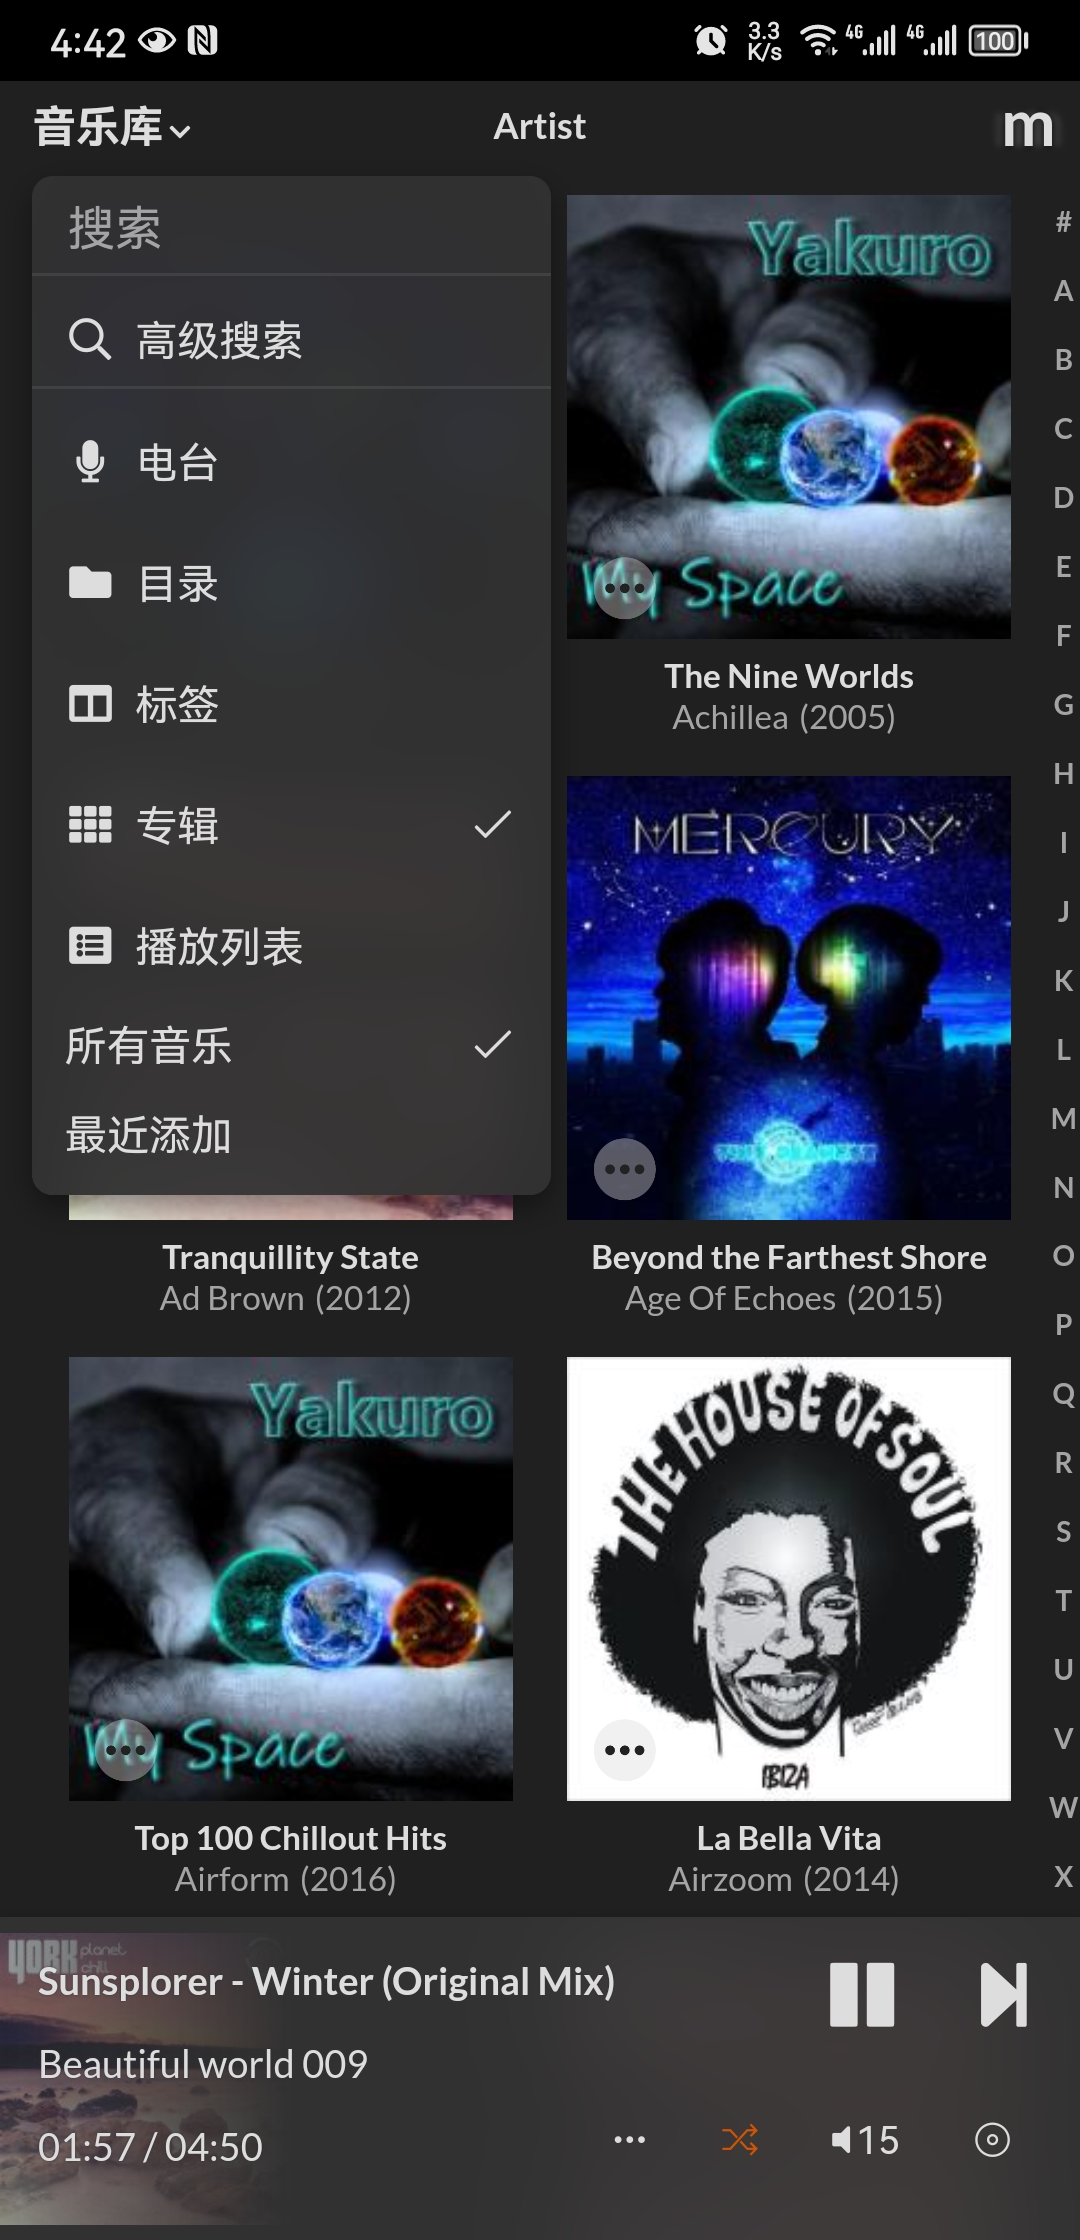 4:42
3.3
K/s
4G
4G
100
音乐库
Artist
m
搜索
高级搜索
电台
目录
标签
专辑
播放列表
所有音乐
最近添加
Yakuro
My Space
The Nine Worlds
Achillea (2005)
MERCURY
Tranquillity State
Ad Brown (2012)
Beyond the Farthest Shore
Age Of Echoes (2015)
Yakuro
My Space
Top 100 Chillout Hits
Airform (2016)
THE HOUSE OF SOUL
IBIZA
La Bella Vita
Airzoom (2014)
#
A
B
C
D
E
F
G
H
I
J
K
L
M
N
O
P
Q
R
S
T
U
V
W
X
YORK planet
chill
Sunsplorer - Winter (Original Mix)
Beautiful world 009
01:57 / 04:50
15